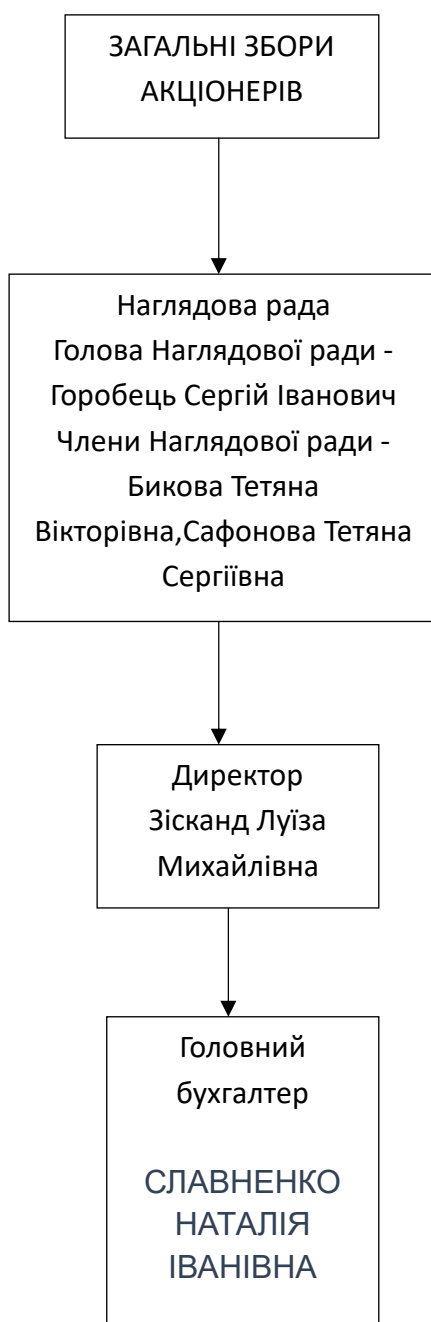 ЗАГАЛЬНІ ЗБОРИ
АКЦІОНЕРІВ
Наглядова рада
Голова Наглядової ради -
Горобець Сергій Іванович
Члени Наглядової ради -
Бикова Тетяна
Вікторівна,Сафонова Тетяна
Сергіївна
Директор
Зісканд Луїза
Михайлівна
Головний
бухгалтер
СЛАВНЕНКО
НАТАЛІЯ
ІВАНІВНА